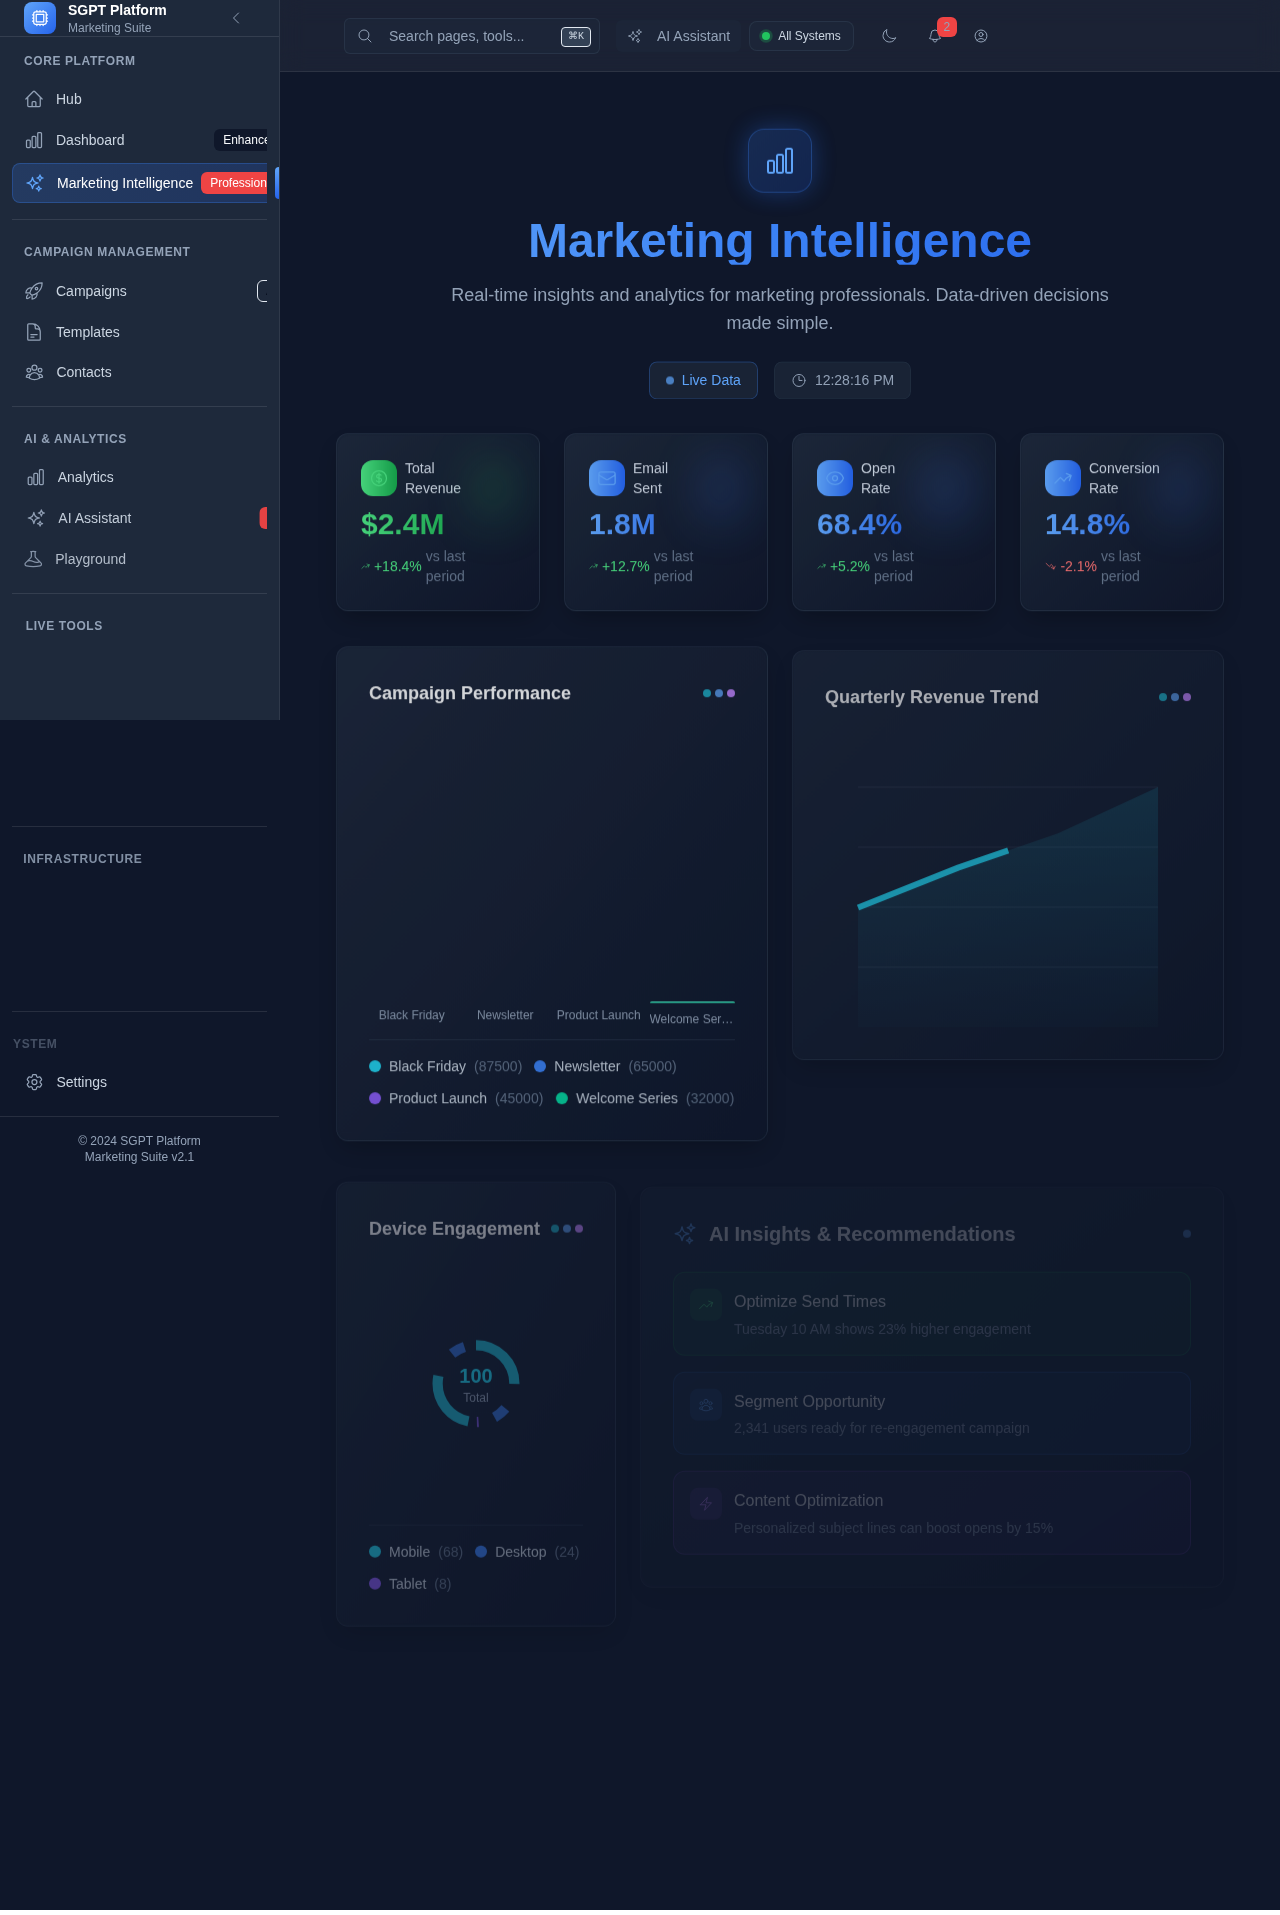 SGPT Platform
Marketing Suite
Search pages, tools...
⌘K
AI Assistant
All Systems
2
CORE PLATFORM
Hub
Dashboard
Enhance
Marketing Intelligence
Profession
CAMPAIGN MANAGEMENT
Campaigns
Templates
Contacts
AI & ANALYTICS
Analytics
AI Assistant
Playground
LIVE TOOLS
INFRASTRUCTURE
YSTEM
Settings
© 2024 SGPT Platform
Marketing Suite v2.1
Marketing Intelligence
Real-time insights and analytics for marketing professionals. Data-driven decisions
made simple.
Live Data
12:28:16 PM
Total
Revenue
$2.4M
+18.4%
vs last
period
Email
Sent
1.8M
+12.7%
vs last
period
Open
Rate
68.4%
+5.2%
vs last
period
Conversion
Rate
14.8%
-2.1%
vs last
period
Campaign Performance
Black Friday
Newsletter
Product Launch
Welcome Ser...
Black Friday (87500)
Newsletter (65000)
Product Launch (45000)
Welcome Series (32000)
Quarterly Revenue Trend
Device Engagement
100
Total
Mobile (68)
Desktop (24)
Tablet (8)
AI Insights & Recommendations
Optimize Send Times
Tuesday 10 AM shows 23% higher engagement
Segment Opportunity
2,341 users ready for re-engagement campaign
Content Optimization
Personalized subject lines can boost opens by 15%